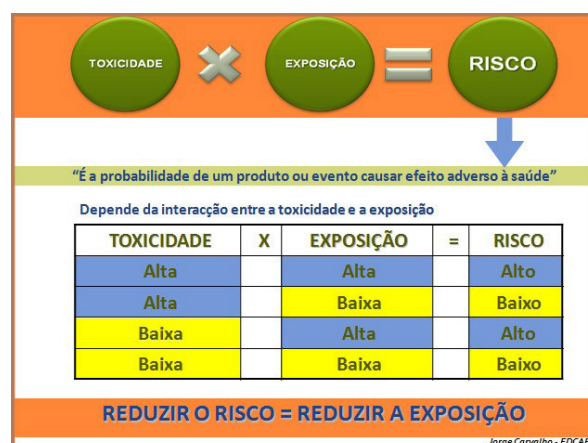 TOXICIDADE EXPOSIÇÃO = RISCO
“É a probabilidade de um produto ou evento causar efeito adverso à saúde”
Depende da interacção entre a toxicidade e a exposição
TOXICIDADE X EXPOSIÇÃO = RISCO
Alta Alta Alto
Alta Baixa Baixo
Baixa Alta Alto
Baixa Baixa Baixo
REDUZIR O RISCO = REDUZIR A EXPOSIÇÃO
Jorge Carvalho -